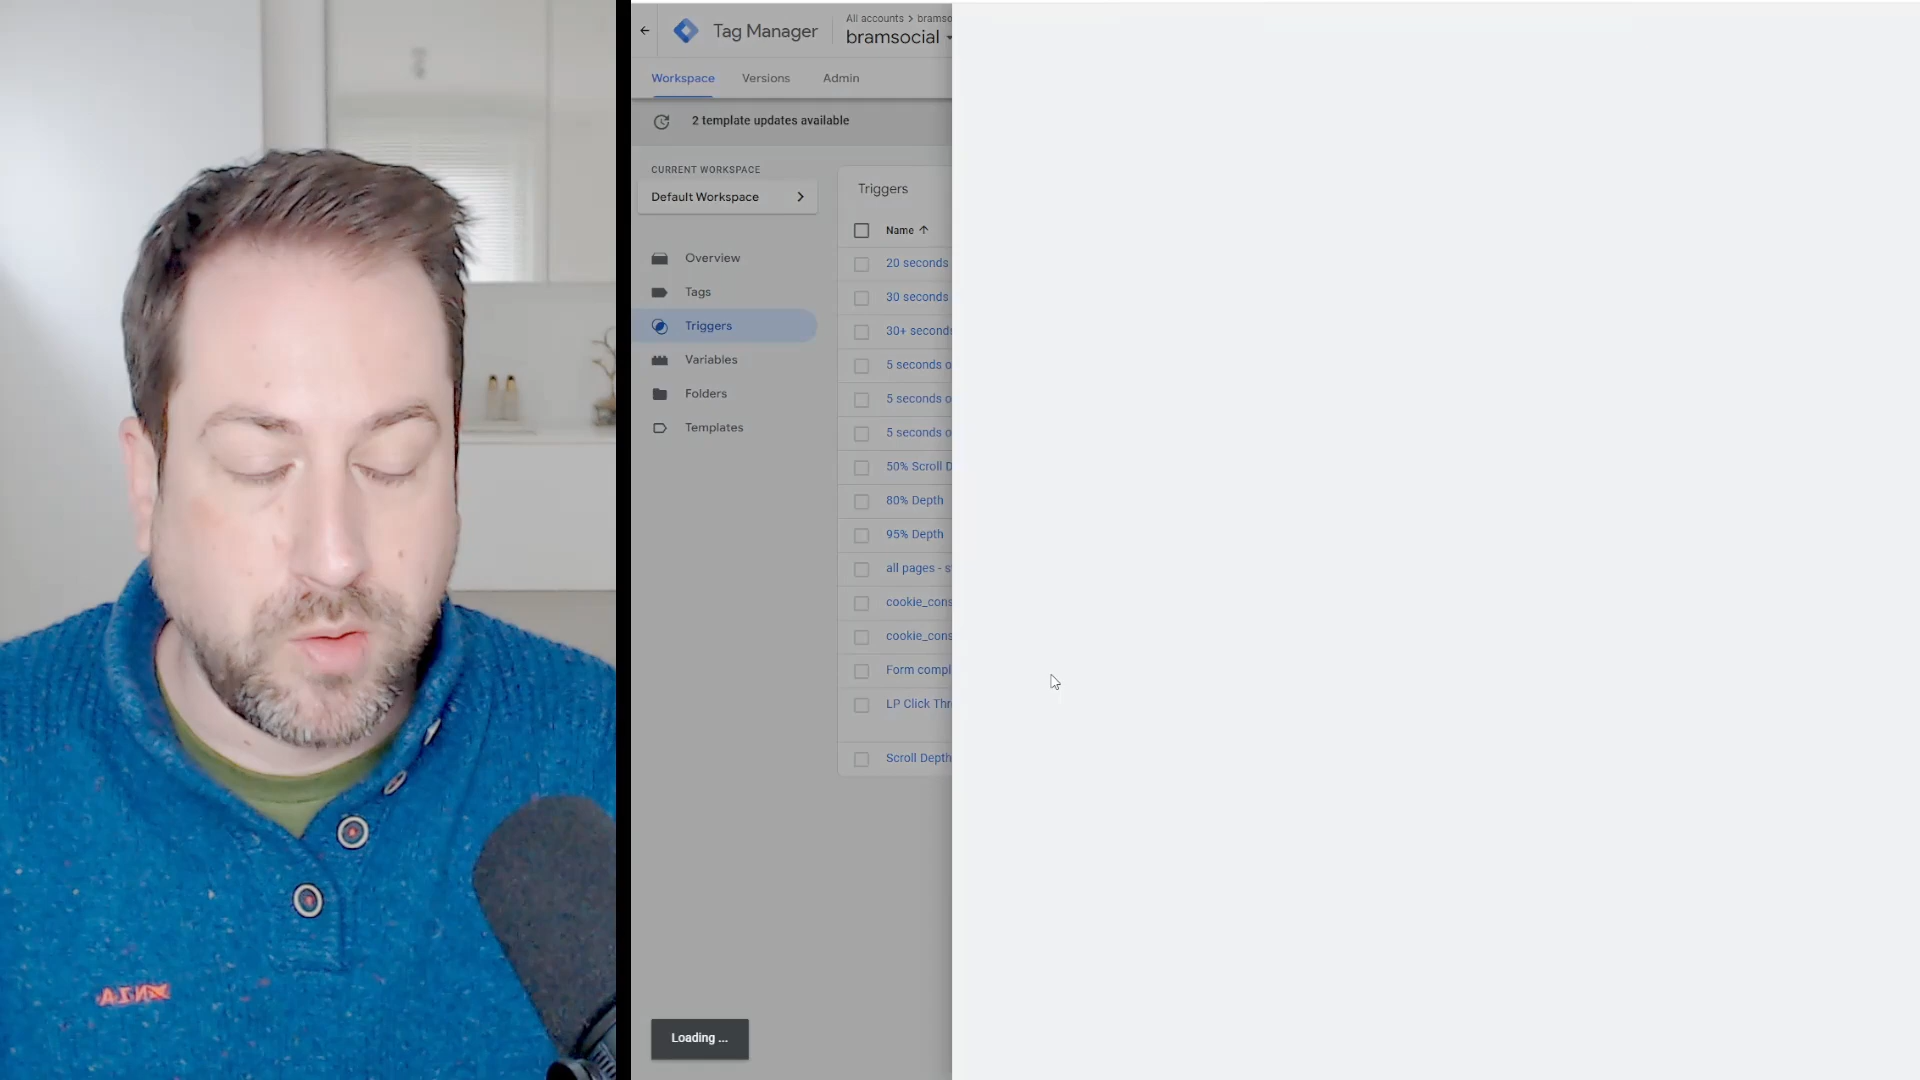 Tag Manager
All accounts > bramso
bramsocial
Workspace
Versions
Admin
2 template updates available
CURRENT WORKSPACE
Default Workspace
Overview
Tags
Triggers
Variables
Folders
Templates
Triggers
Name
20 seconds
30 seconds
30+ second
5 seconds o
5 seconds o
5 seconds o
50% Scroll D
80% Depth
95% Depth
all pages - s
cookie_cons
cookie_cons
Form compl
LP Click Thr
Scroll Depth
Loading ...